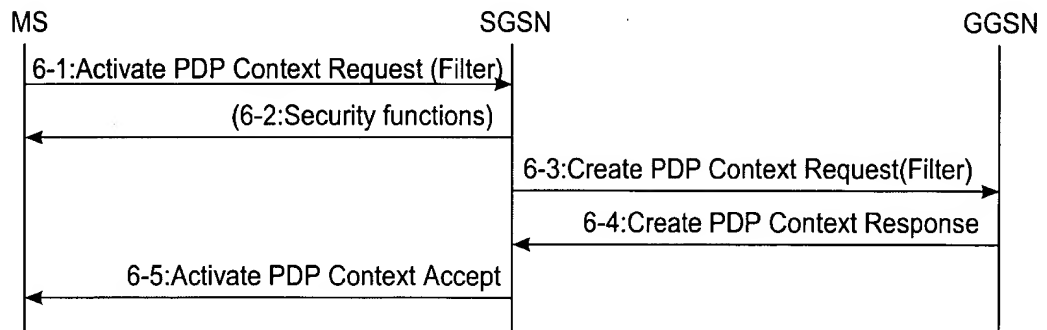 MS SGSN GGSN
6-1:Activate PDP Context Request (Filter)
(6-2:Security functions)
6-3:Create PDP Context Request(Filter)
6-4:Create PDP Context Response
6-5:Activate PDP Context Accept